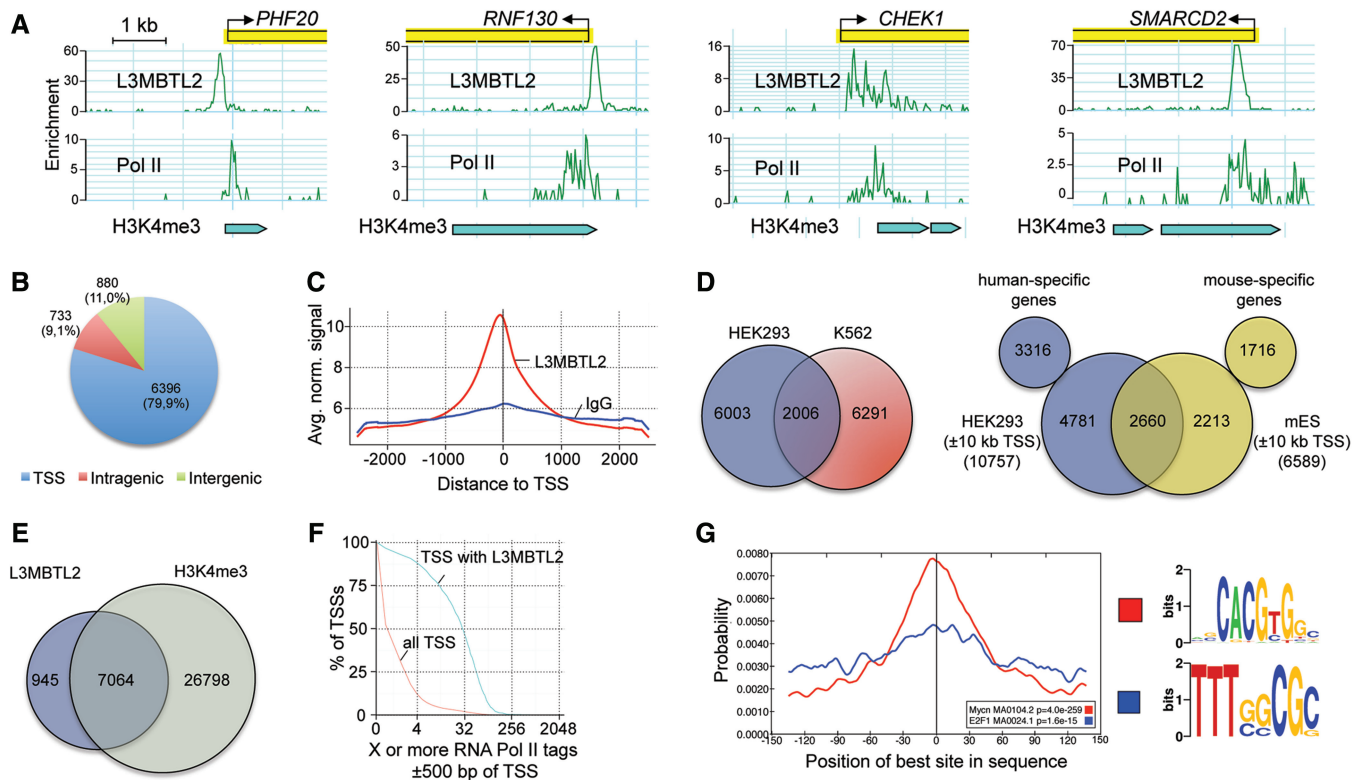 A
1 kb
PHF20
RNF130
CHEK1
SMARCD2
Enrichment
60
30
0
L3MBTL2
50
25
0
L3MBTL2
16
8
0
L3MBTL2
70
35
0
L3MBTL2
10
5
0
Pol II
6
3
0
Pol II
10
5
0
Pol II
5
2.5
0
Pol II
H3K4me3
H3K4me3
H3K4me3
H3K4me3
B
880
(11,0%)
733
(9,1%)
6396
(79,9%)
TSS Intragenic Intergenic
C
Avg. norm. signal
10
8
6
L3MBTL2
IgG
-2000 -1000 0 1000 2000
Distance to TSS
D
HEK293
K562
6003 2006 6291
human-specific
genes
mouse-specific
genes
3316
1716
4781 2660 2213
HEK293
(±10 kb TSS)
(10757)
mES
(±10 kb TSS)
(6589)
E
L3MBTL2
H3K4me3
945 7064 26798
F
% of TSSs
100
75
50
25
0
TSS with L3MBTL2
all TSS
0 4 32 256 2048
X or more RNA Pol II tags
±500 bp of TSS
G
Probability
0.0080
0.0070
0.0060
0.0050
0.0040
0.0030
0.0020
0.0010
0.0000
Mycn MA0104.2 p=4.0e-259
E2F1 MA0024.1 p=1.6e-15
-150 -120 -90 -60 -30 0 30 60 90 120 150
Position of best site in sequence
2
1
0
bits
CACGTG
2
1
0
bits
TTTGGCGC